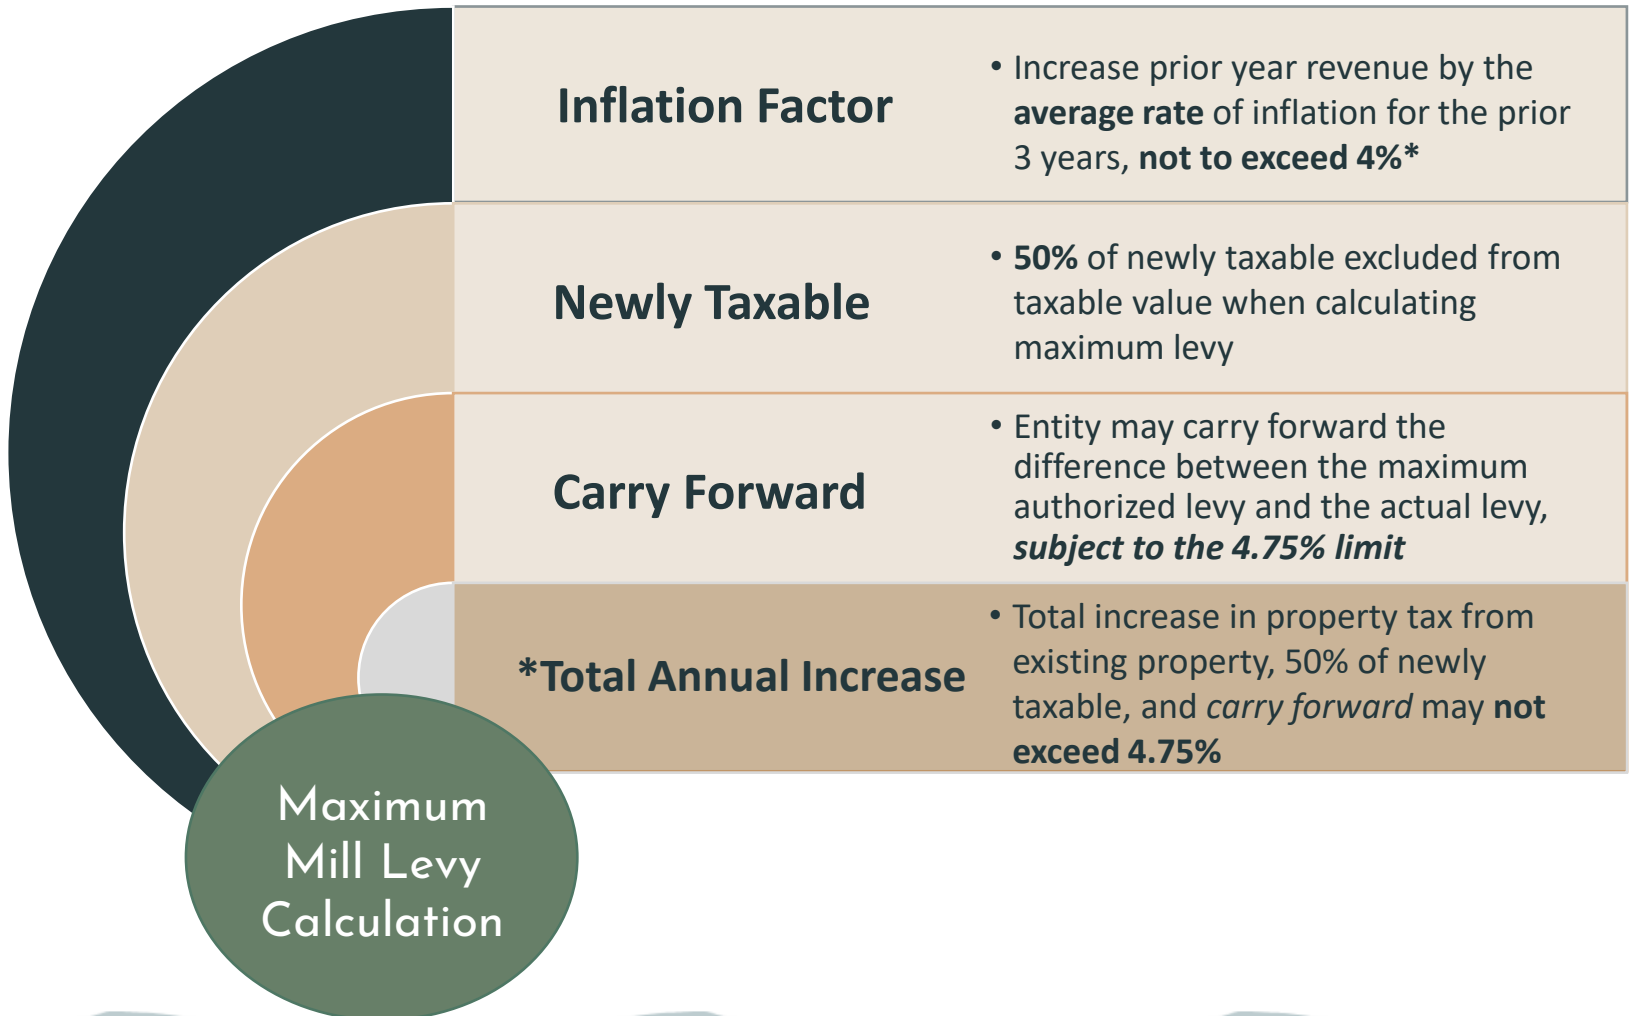 Inflation Factor
• Increase prior year revenue by the
average rate of inflation for the prior
3 years, not to exceed 4%*
Newly Taxable
• 50% of newly taxable excluded from
taxable value when calculating
maximum levy
Carry Forward
• Entity may carry forward the
difference between the maximum
authorized levy and the actual levy,
subject to the 4.75% limit
*Total Annual Increase
• Total increase in property tax from
existing property, 50% of newly
taxable, and carry forward may not
exceed 4.75%
Maximum
Mill Levy
Calculation